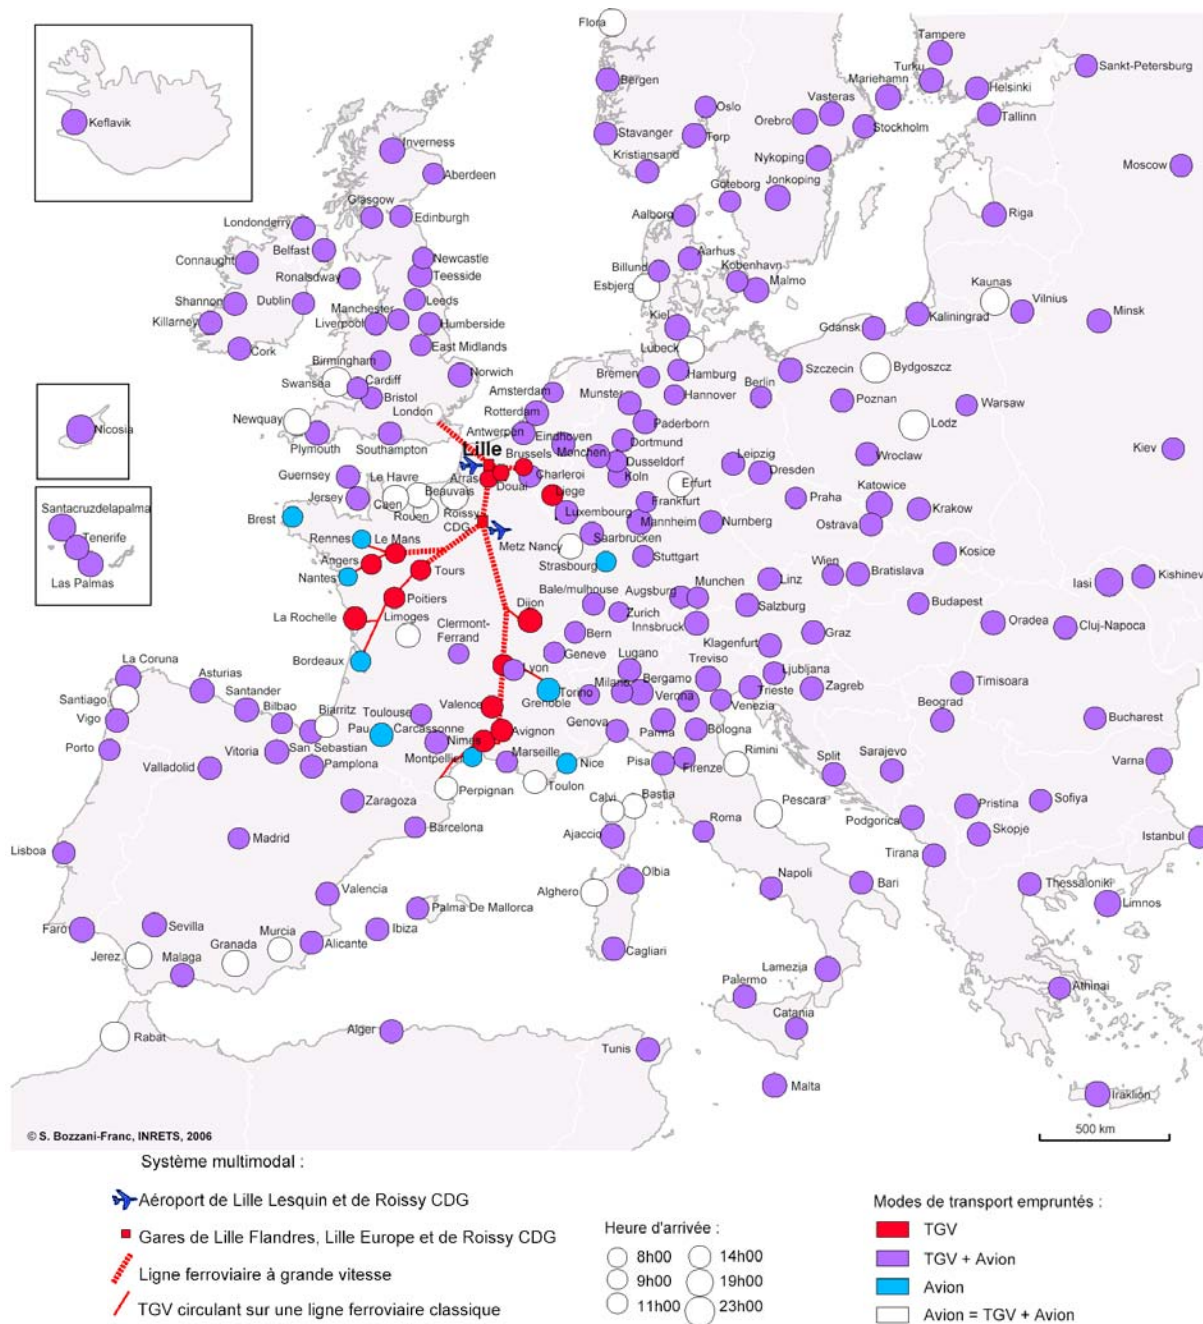 Flora
Tampere
Sankt-Petersburg
Turku
Mariehamn
Helsinki
Bergen
Keflavik
Oslo
Vasteras
Orebro
Stockholm
Tallinn
Stavanger
Torp
Inverness
Kristiansand
Nykoping
Moscow
Aberdeen
Jonkoping
Göteborg
Glasgow
Edinburgh
Londonderry
Aalborg
Riga
Belfast
Newcastle
Connaught
Ronalsdway
Teesside
Aarhus
Billund
Kobenhavn
Esbjerg
Malmo
Kaunas
Shannon
Dublin
Manchester
Leeds
Vilnius
Killarney
Liverpool
Humberside
Kiel
Gdansk
Kaliningrad
Minsk
Cork
East Midlands
Lübeck
Birmingham
Swansea
Cardiff
Norwich
Bremen
Hamburg
Szczecin
Bydgoszcz
Bristol
Amsterdam
Munster
Hannover
Berlin
Poznan
Warsaw
Newquay
London
Rotterdam
Paderborn
Lodz
Nicosia
Plymouth
Southampton
Antwerpen
Eindhoven
Dortmund
Lille
Brussels
Monchen
Dusseldorf
Leipzig
Wroclaw
Kiev
Guernsey
Le Havre
Arras
Douai
Charleroi
Koln
Dresden
Jersey
Beauvais
Liege
Erfurt
Praha
Katowice
Santacruzdelapalma
Caen
Rouen
Roissy
CDG
Luxembourg
Frankfurt
Mannheim
Nurnberg
Ostrava
Krakow
Brest
Tenerife
Rennes
Le Mans
Metz Nancy
Saarbrucken
Las Palmas
Angers
Strasbourg
Stuttgart
Wien
Kosice
Nantes
Tours
Bale/mulhouse
Augsburg
Munchen
Linz
Bratislava
Iasi
Kishinev
Poitiers
Dijon
Zurich
Salzburg
Budapest
La Rochelle
Limoges
Clermont-
Ferrand
Bern
Innsbruck
Graz
Oradea
Cluj-Napoca
Bordeaux
Geneve
Klagenfurt
La Coruna
Asturias
Lyon
Lugano
Treviso
Ljubljana
Timisoara
Santiago
Santander
Torino
Milano
Bergamo
Trieste
Zagreb
Bilbao
Biarritz
Toulouse
Valence
Grenoble
Verona
Venezia
Beograd
Bucharest
Vigo
Pau
Carcassonne
Avignon
Genova
Parma
Bologna
Porto
Vitoria
San Sebastian
Nimes
Marseille
Rimini
Sarajevo
Valladolid
Pamplona
Montpellier
Nice
Pisa
Firenze
Split
Varna
Perpignan
Toulon
Zaragoza
Calvi
Bastia
Pescara
Pristina
Sofiya
Lisboa
Madrid
Barcelona
Ajaccio
Roma
Podgorica
Skopje
Istanbul
Tirana
Valencia
Alghero
Olbia
Napoli
Bari
Thessaloniki
Limnos
Faro
Sevilla
Palma De Mallorca
Ibiza
Murcia
Jerez
Granada
Alicante
Cagliari
Malaga
Lamezia
Palermo
Athinai
Rabat
Alger
Catania
Tunis
Malta
Iraklion
© S. Bozzani-Franc, INRETS, 2006
500 km
Système multimodal :
Aéroport de Lille Lesquin et de Roissy CDG
Gares de Lille Flandres, Lille Europe et de Roissy CDG
Ligne ferroviaire à grande vitesse
TGV circulant sur une ligne ferroviaire classique
Heure d'arrivée :
8h00
14h00
9h00
19h00
11h00
23h00
Modes de transport empruntés :
TGV
TGV + Avion
Avion
Avion = TGV + Avion